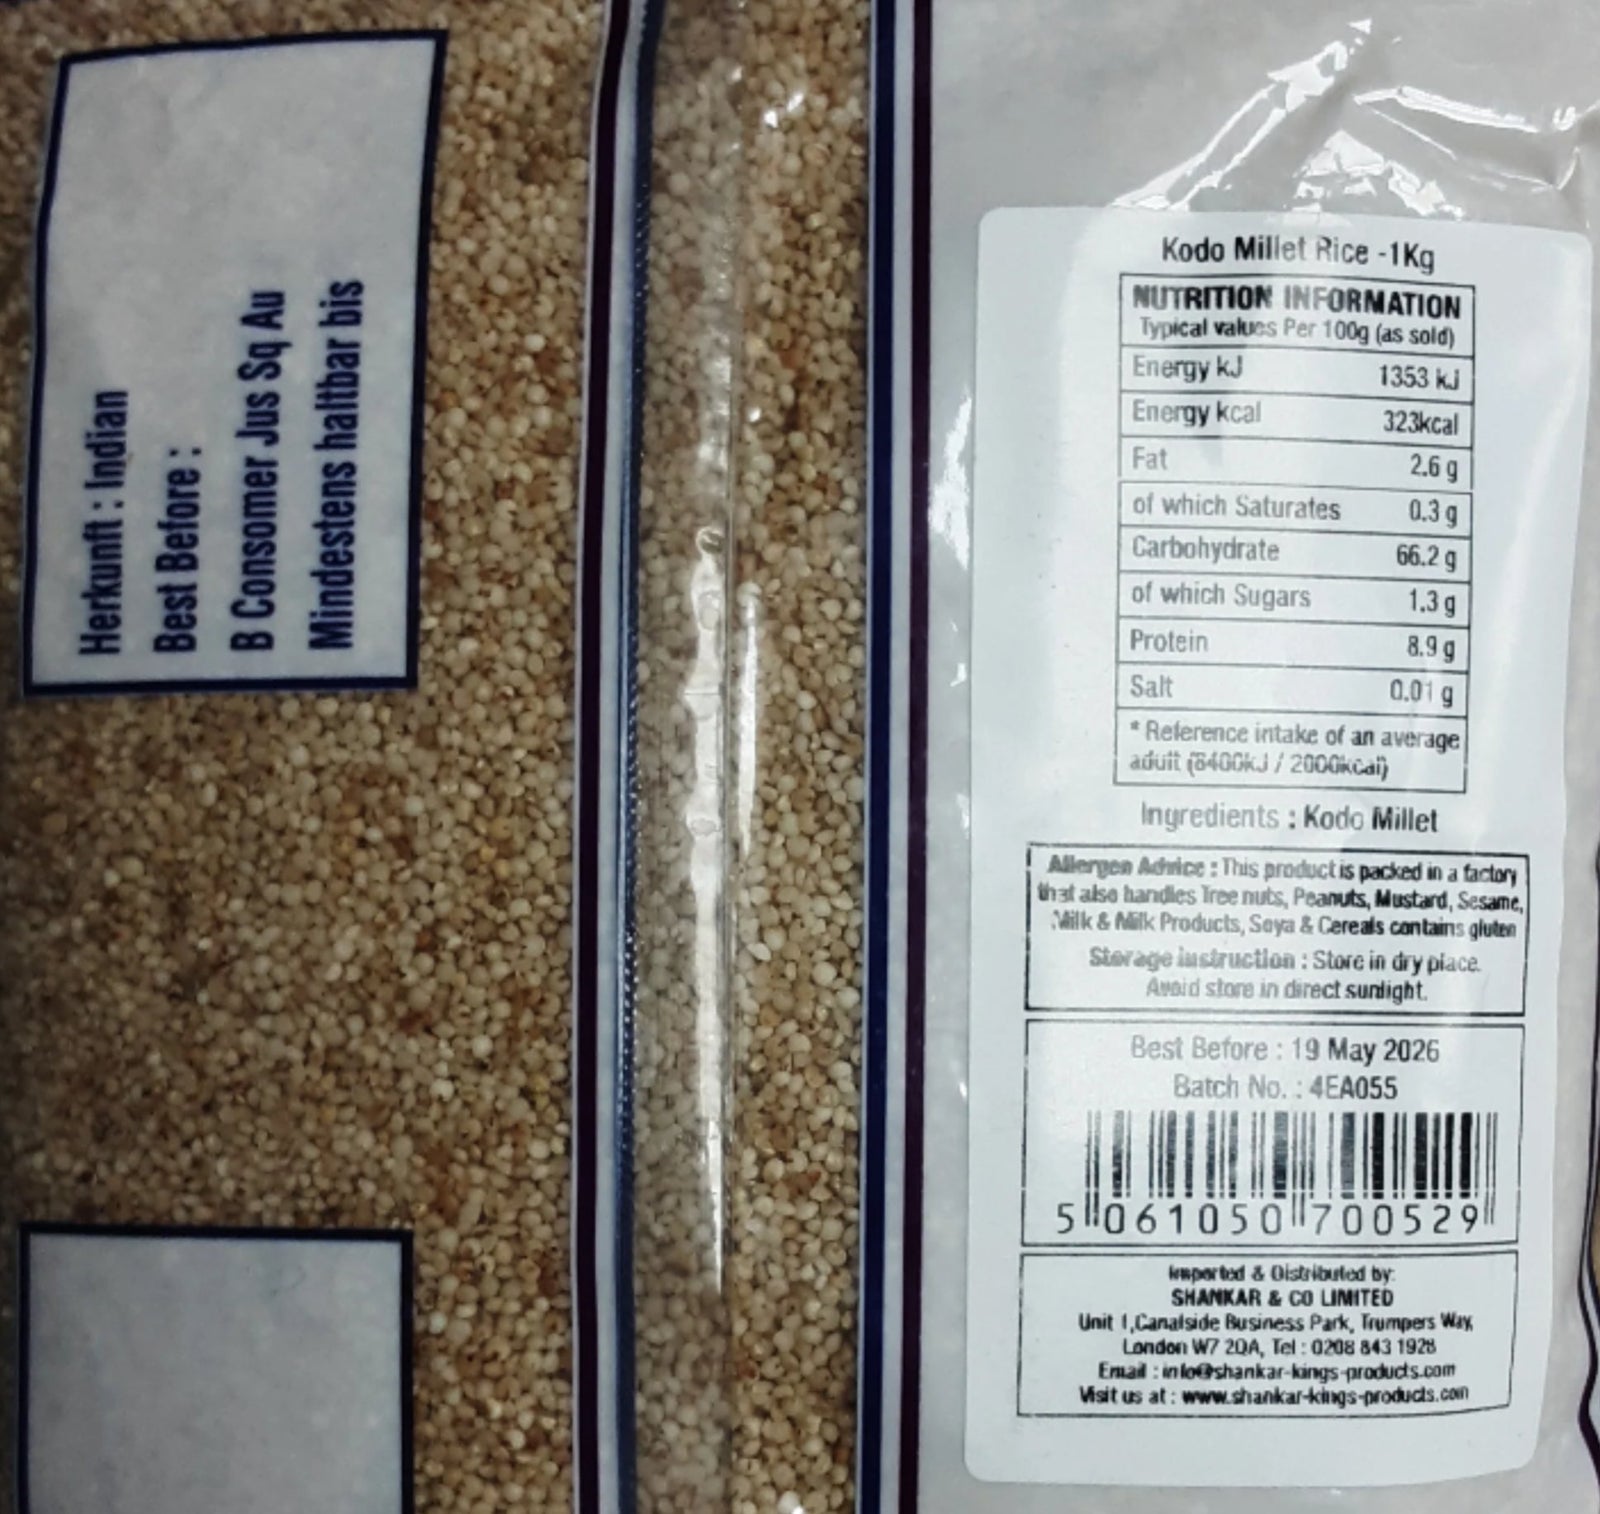 Herkunft : Indian
Best Before :
B Consomer Jus Sq Au
Mindestens haltbar bis
Kodo Millet Rice -1Kg
NUTRITION INFORMATION
Typical values Per 100g (as sold)
Energy kJ 1353 kJ
Energy kcal 323kcal
Fat 2.6 g
of which Saturates 0.3 g
Carbohydrate 66.2 g
of which Sugars 1.3 g
Protein 8.9 g
Salt 0.01 g
* Reference intake of an average
adult (8400kJ / 2000kcal)
Ingredients : Kodo Millet
Allergen Advice : This product is packed in a factory
that also handles Tree nuts, Peanuts, Mustard, Sesame,
Milk & Milk Products, Soya & Cereals contains gluten
Storage instruction : Store in dry place.
Avoid store in direct sunlight.
Best Before : 19 May 2026
Batch No. : 4EA055
5 061050 700529
Imported & Distributed by:
SHANKAR & CO LIMITED
Unit 1,Canalside Business Park, Trumpers Way,
London W7 2QA, Tel : 0208 843 1928
Email : info@shankar-kings-products.com
Visit us at : www.shankar-kings-products.com